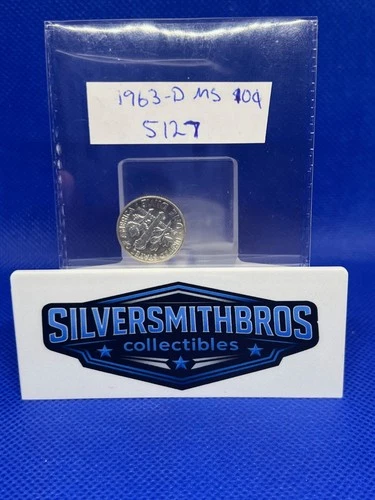 1963-D MS 10¢
5127
SILVERSMITHBROS
collectibles